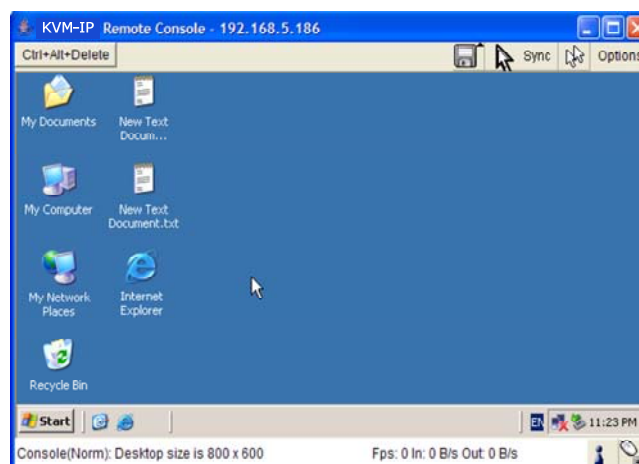 KVM-IP Remote Console - 192.168.5.186
Ctrl+Alt+Delete
Sync
Options
My Documents
New Text
Docum...
My Computer
New Text
Document.txt
My Network
Places
Internet
Explorer
Recycle Bin
Start
EN
11:23 PM
Console(Norm): Desktop size is 800 x 600
Fps: 0 In: 0 B/s Out: 0 B/s